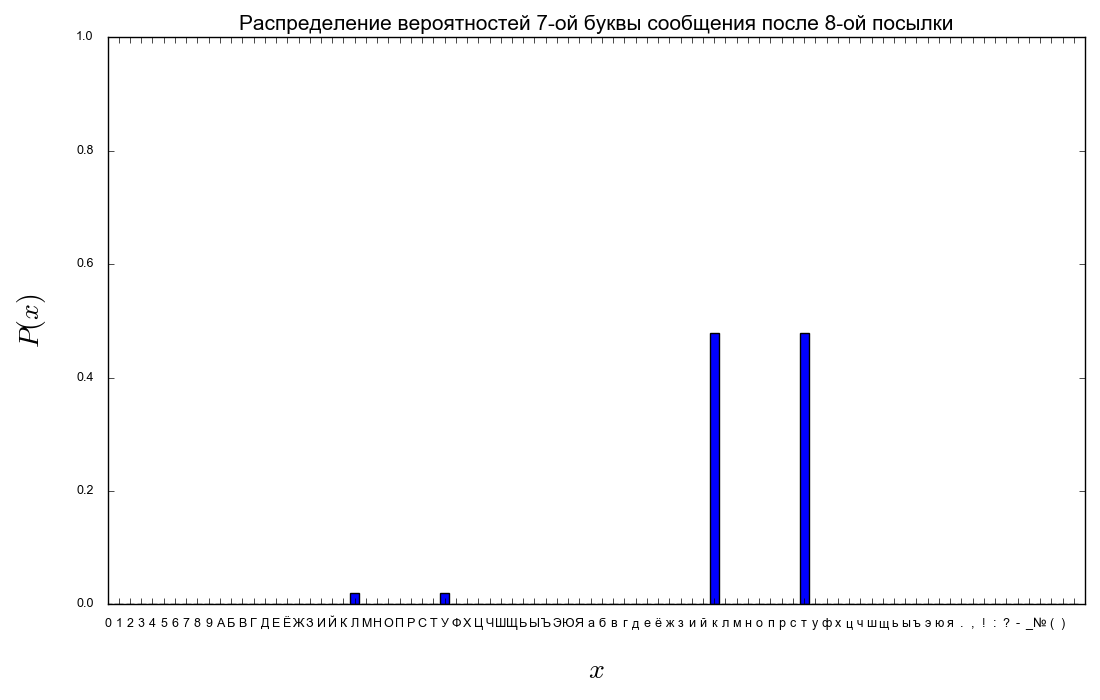 Распределение вероятностей 7-ой буквы сообщения после 8-ой посылки
1.0
0.8
0.6
0.4
0.2
0.0
P(x)
0 1 2 3 4 5 6 7 8 9 А Б В Г Д Е Ё Ж З И Й К Л М Н О П Р С Т У Ф Х Ц Ч Ш Щ Ь Ы Ъ Э Ю Я а б в г д е ё ж з и й к л м н о п р с т у ф х ц ч ш щ ь ы ъ э ю я . , ! : ? - _ № ( )
x